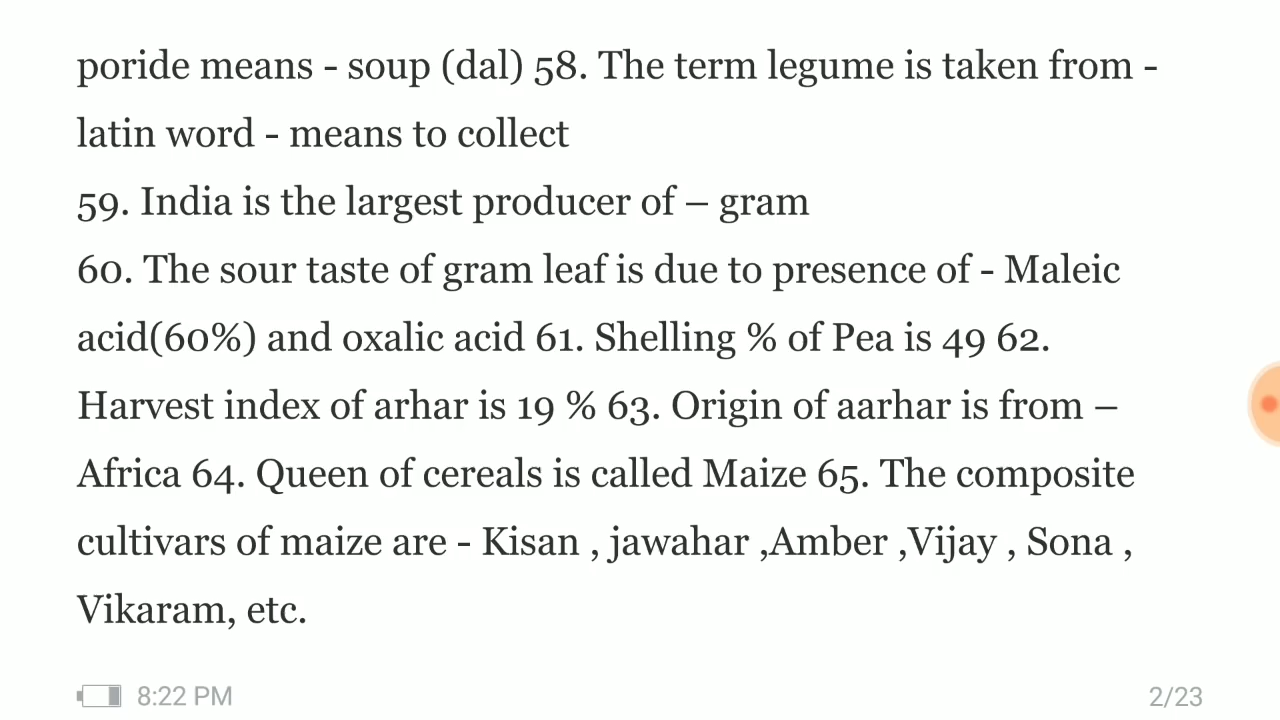 poride means - soup (dal) 58. The term legume is taken from -
latin word - means to collect
59. India is the largest producer of – gram
60. The sour taste of gram leaf is due to presence of - Maleic
acid(60%) and oxalic acid 61. Shelling % of Pea is 49 62.
Harvest index of arhar is 19 % 63. Origin of aarhar is from –
Africa 64. Queen of cereals is called Maize 65. The composite
cultivars of maize are - Kisan , jawahar ,Amber ,Vijay , Sona ,
Vikaram, etc.
8:22 PM
2/23